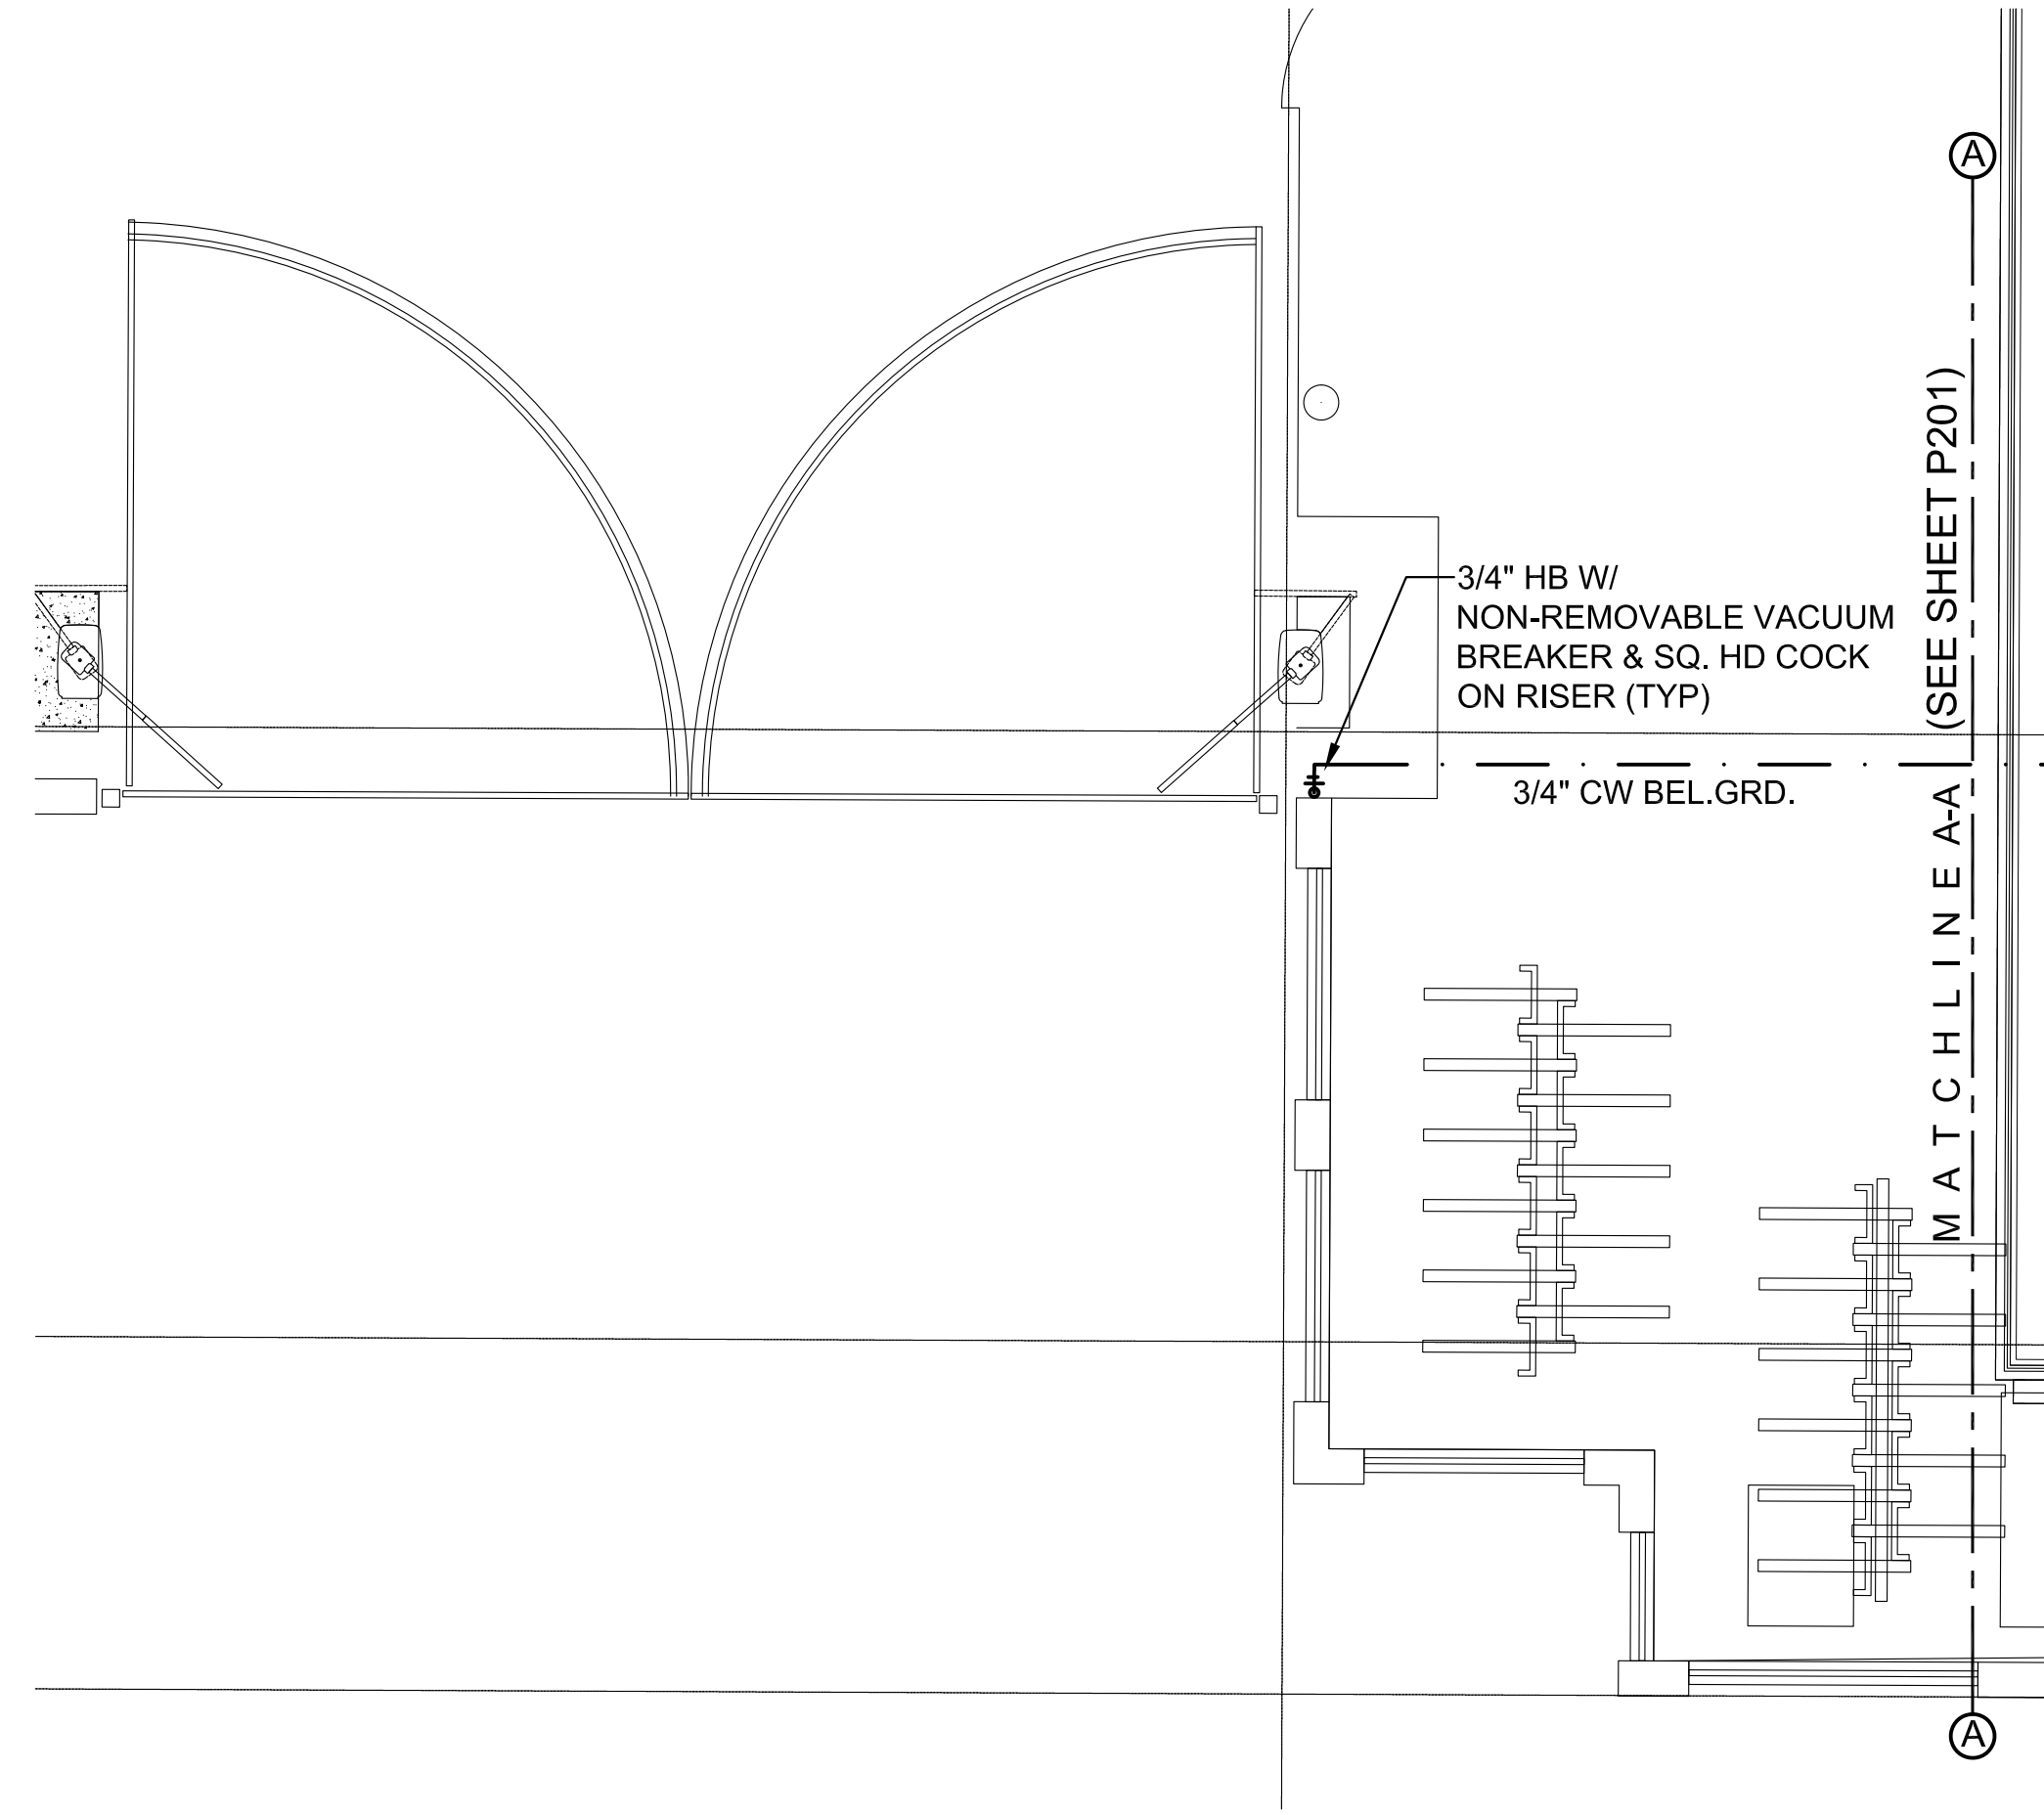 A
(SEE SHEET P201)
3/4" HB W/
NON-REMOVABLE VACUUM
BREAKER & SQ. HD COCK
ON RISER (TYP)
3/4" CW BEL.GRD.
M A T C H L I N E A-A
A